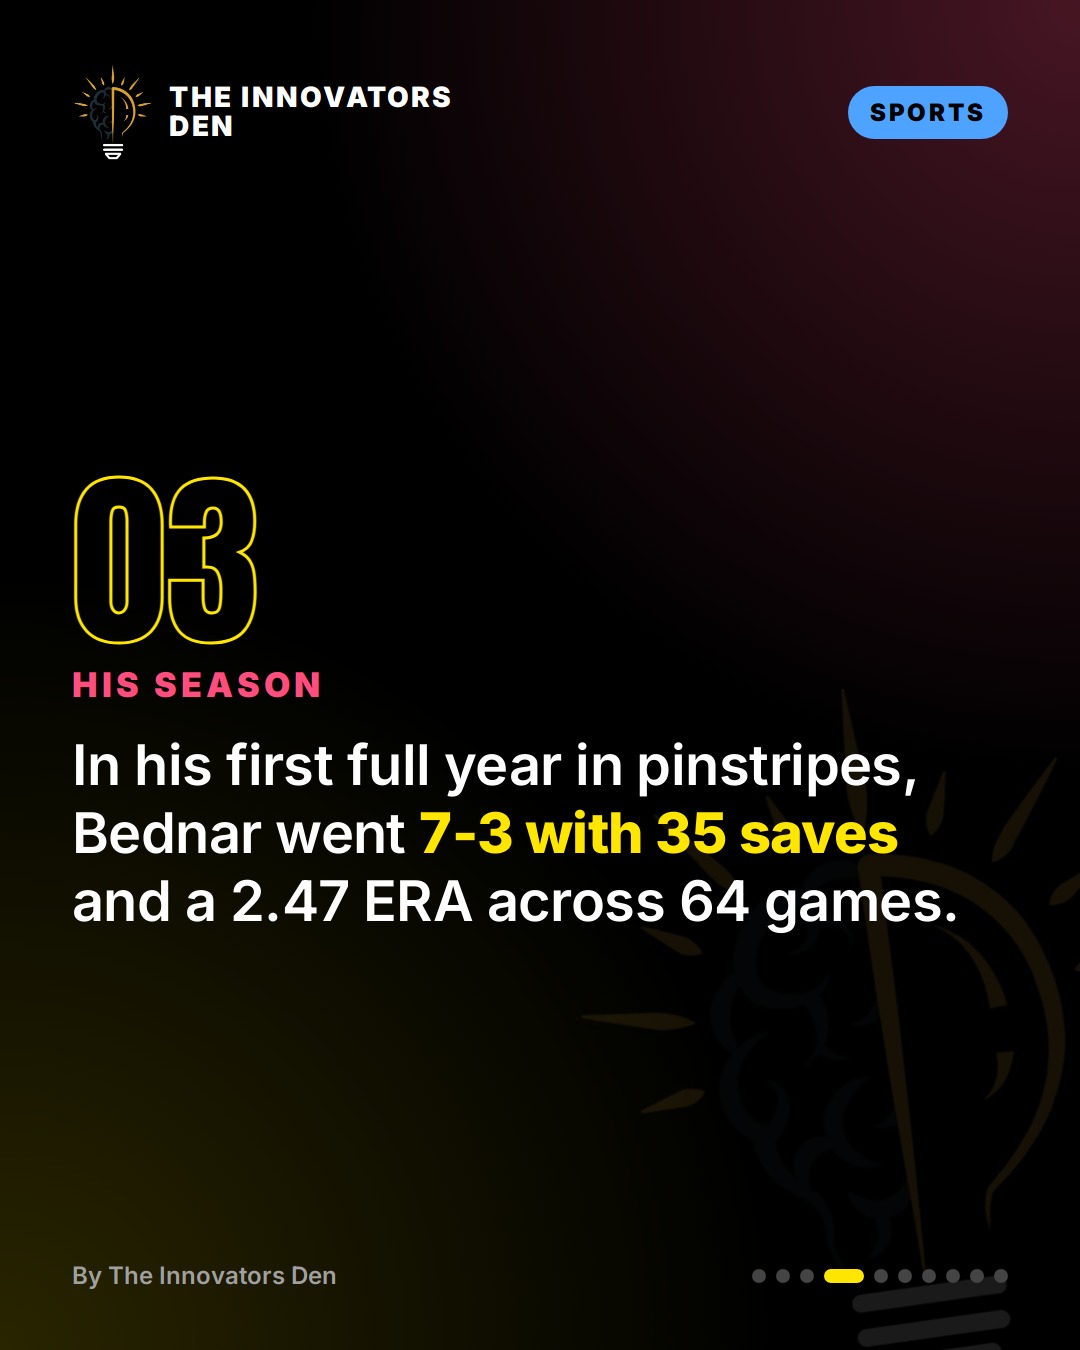 THE INNOVATORS
DEN
SPORTS
03
HIS SEASON
In his first full year in pinstripes,
Bednar went 7-3 with 35 saves
and a 2.47 ERA across 64 games.
By The Innovators Den